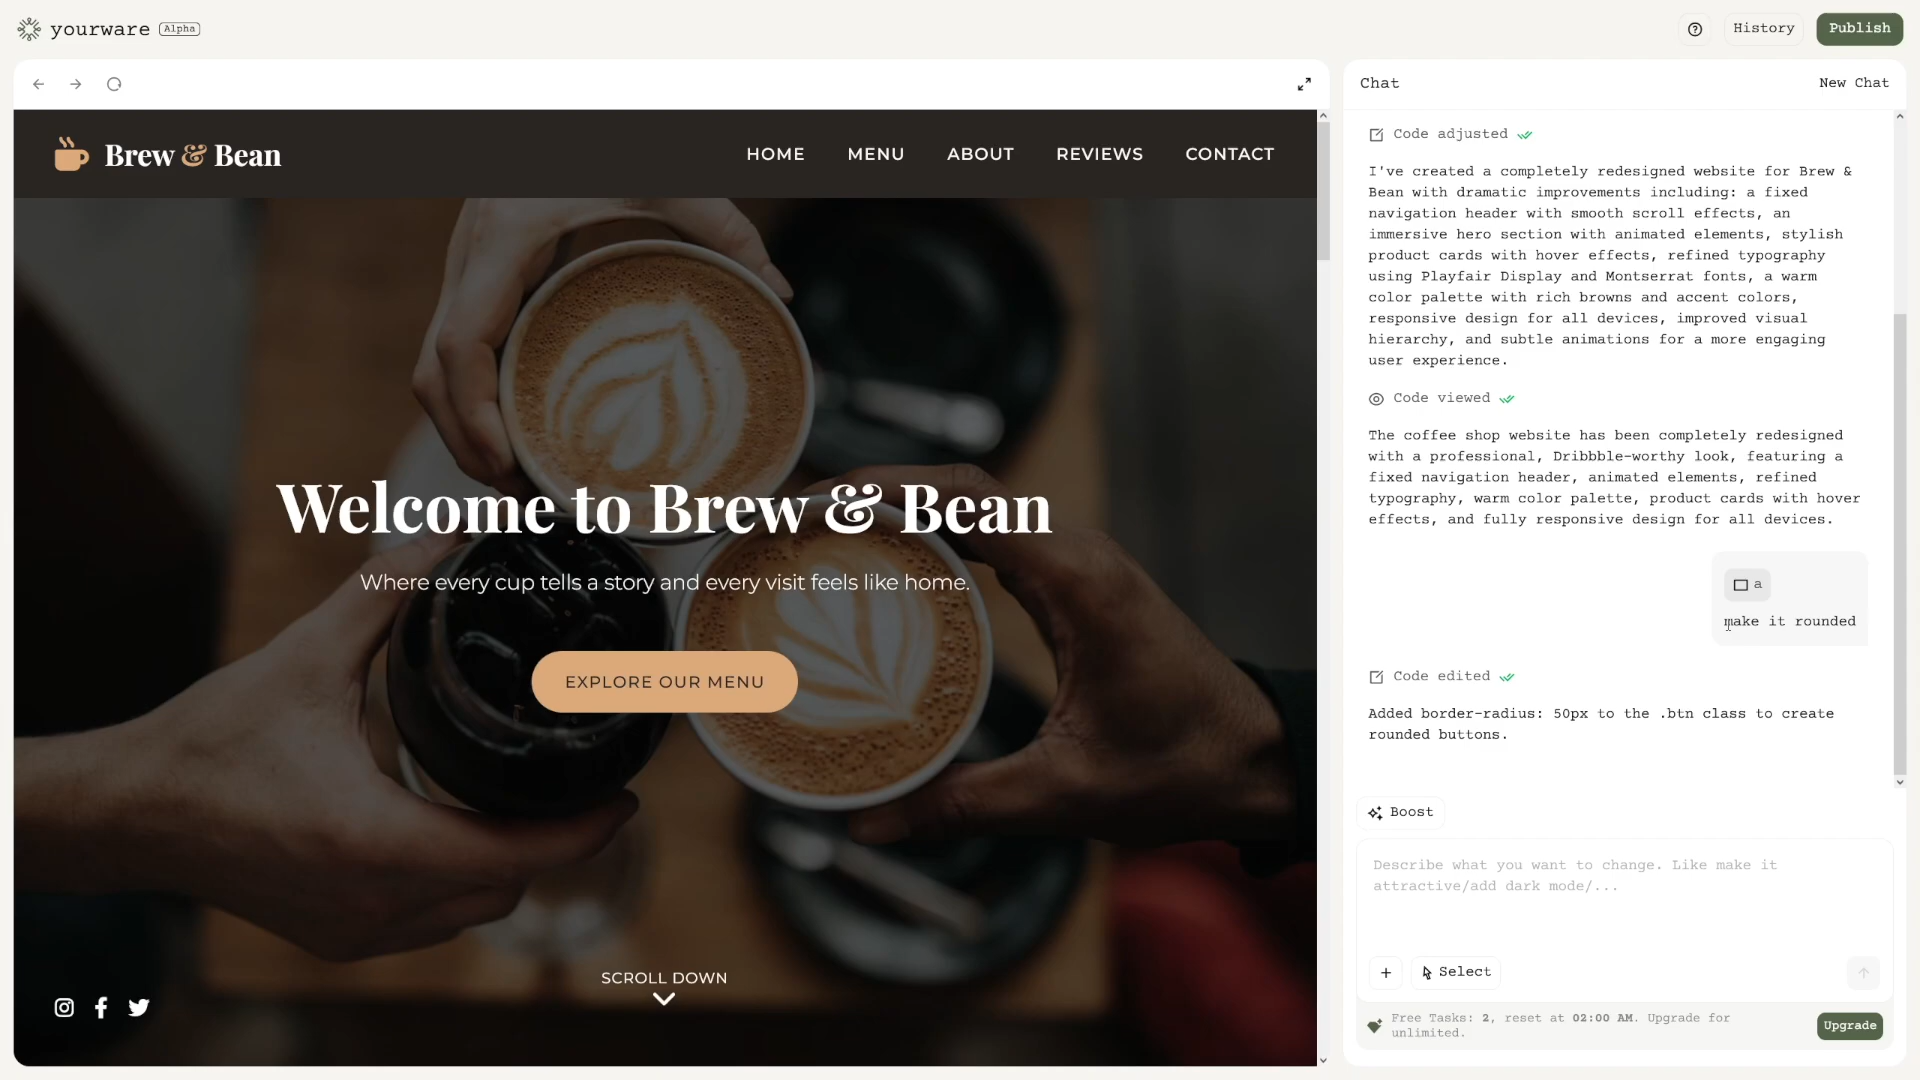 yourware Alpha
History
Publish
Chat
New Chat
Brew & Bean
HOME
MENU
ABOUT
REVIEWS
CONTACT
Welcome to Brew & Bean
Where every cup tells a story and every visit feels like home.
EXPLORE OUR MENU
SCROLL DOWN
Code adjusted
I've created a completely redesigned website for Brew &
Bean with dramatic improvements including: a fixed
navigation header with smooth scroll effects, an
immersive hero section with animated elements, stylish
product cards with hover effects, refined typography
using Playfair Display and Montserrat fonts, a warm
color palette with rich browns and accent colors,
responsive design for all devices, improved visual
hierarchy, and subtle animations for a more engaging
user experience.
Code viewed
The coffee shop website has been completely redesigned
with a professional, Dribbble-worthy look, featuring a
fixed navigation header, animated elements, refined
typography, warm color palette, product cards with hover
effects, and fully responsive design for all devices.
a
make it rounded
Code edited
Added border-radius: 50px to the .btn class to create
rounded buttons.
Boost
Describe what you want to change. Like make it
attractive/add dark mode/...
Select
Free Tasks: 2, reset at 02:00 AM. Upgrade for
unlimited.
Upgrade